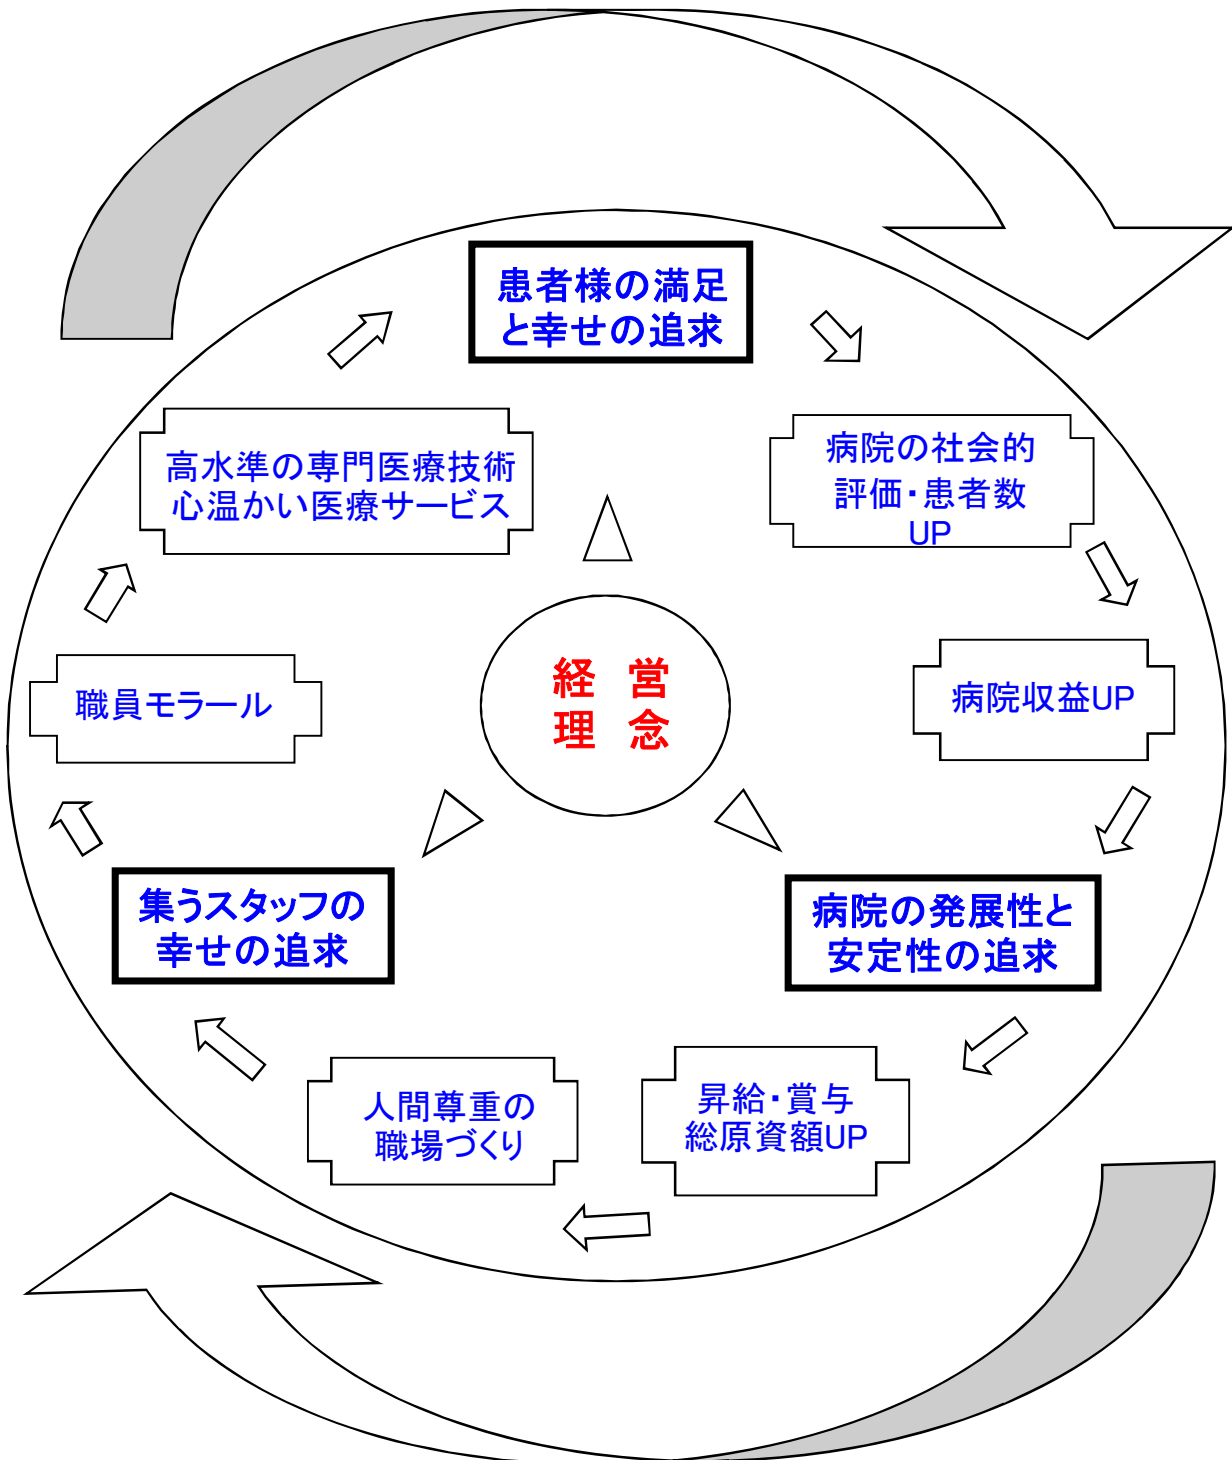 患者様の満足
と幸せの追求
高水準の専門医療技術
心温かい医療サービス
病院の社会的
評価・患者数
UP
職員モラール
経 営
理 念
病院収益UP
集うスタッフの
幸せの追求
病院の発展性と
安定性の追求
人間尊重の
職場づくり
昇給・賞与
総原資額UP